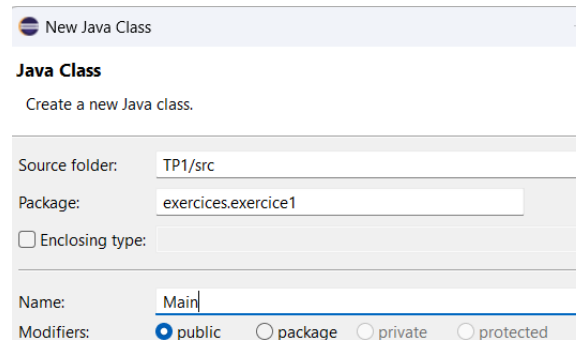 New Java Class
Java Class
Create a new Java class.
Source folder: TP1/src
Package: exercices.exercice1
Enclosing type:
Name: Main
Modifiers: public package private protected